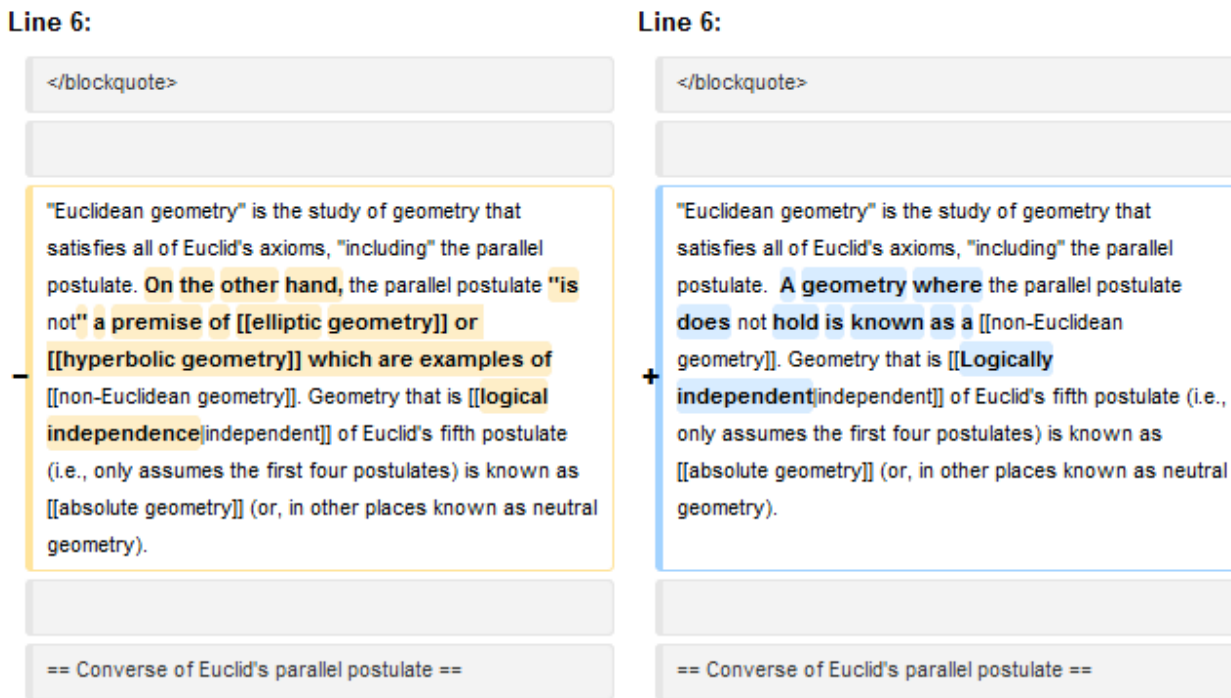 Line 6:
</blockquote>
"Euclidean geometry" is the study of geometry that
satisfies all of Euclid's axioms, "including" the parallel
postulate. On the other hand, the parallel postulate "is
not" a premise of [[elliptic geometry]] or
[[hyperbolic geometry]] which are examples of
− [[non-Euclidean geometry]]. Geometry that is [[logical
independence|independent]] of Euclid's fifth postulate
(i.e., only assumes the first four postulates) is known as
[[absolute geometry]] (or, in other places known as neutral
geometry).
== Converse of Euclid's parallel postulate ==
Line 6:
</blockquote>
"Euclidean geometry" is the study of geometry that
satisfies all of Euclid's axioms, "including" the parallel
postulate.  A geometry where the parallel postulate
does not hold is known as a [[non-Euclidean
geometry]]. Geometry that is [[Logically
+ independent|independent]] of Euclid's fifth postulate (i.e.,
only assumes the first four postulates) is known as
[[absolute geometry]] (or, in other places known as neutral
geometry).
== Converse of Euclid's parallel postulate ==